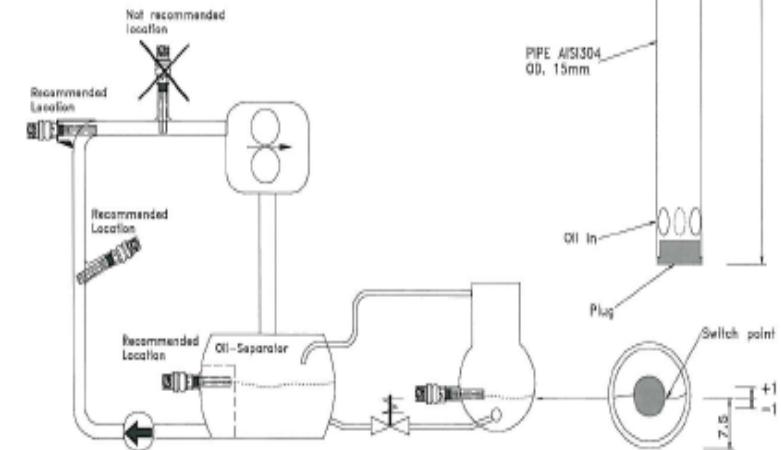 Not recommended
location
Recommended
Location
Recommended
Location
Recommended
Location
Oil-Separator
PIPE AISI304
OD. 15mm
Oil in
Plug
Switch point
+1
-1
7.5